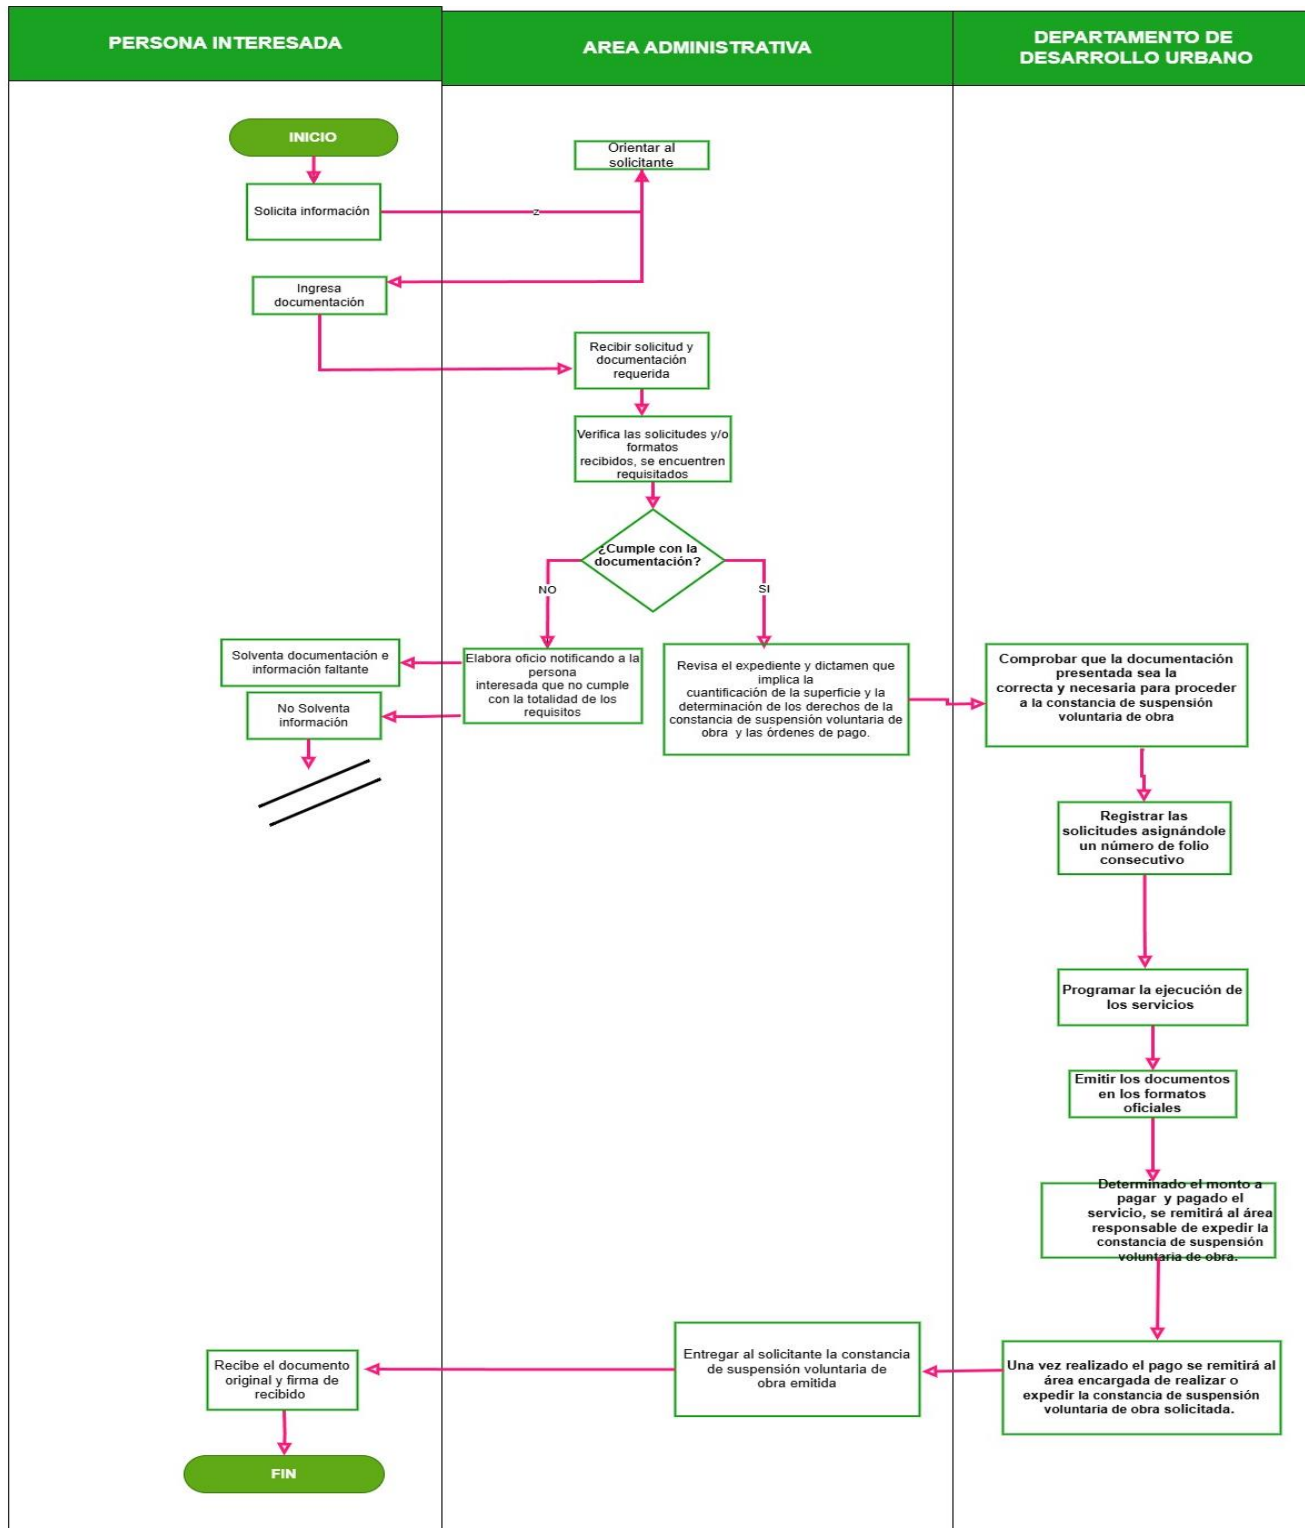 PERSONA INTERESADA
AREA ADMINISTRATIVA
DEPARTAMENTO DE
DESARROLLO URBANO
INICIO
Orientar al
solicitante
Solicita información
z
Ingresa
documentación
Recibir solicitud y
documentación
requerida
Verifica las solicitudes y/o
formatos
recibidos, se encuentren
requisitados
¿Cumple con la
documentación?
NO
SI
Solventa documentación e
información faltante
No Solventa
información
Elabora oficio notificando a la
persona
interesada que no cumple
con la totalidad de los
requisitos
Revisa el expediente y dictamen que
implica la
cuantificación de la superficie y la
determinación de los derechos de la
constancia de suspensión voluntaria de
obra y las órdenes de pago.
Comprobar que la documentación
presentada sea la
correcta y necesaria para proceder
a la constancia de suspensión
voluntaria de obra
Registrar las
solicitudes asignándole
un número de folio
consecutivo
Programar la ejecución de
los servicios
Emitir los documentos
en los formatos
oficiales
Determinado el monto a
pagar y pagado el
servicio, se remitirá al área
responsable de expedir la
constancia de suspensión
voluntaria de obra.
Una vez realizado el pago se remitirá al
área encargada de realizar o
expedir la constancia de suspensión
voluntaria de obra solicitada.
Entregar al solicitante la constancia
de suspensión voluntaria de
obra emitida
Recibe el documento
original y firma de
recibido
FIN